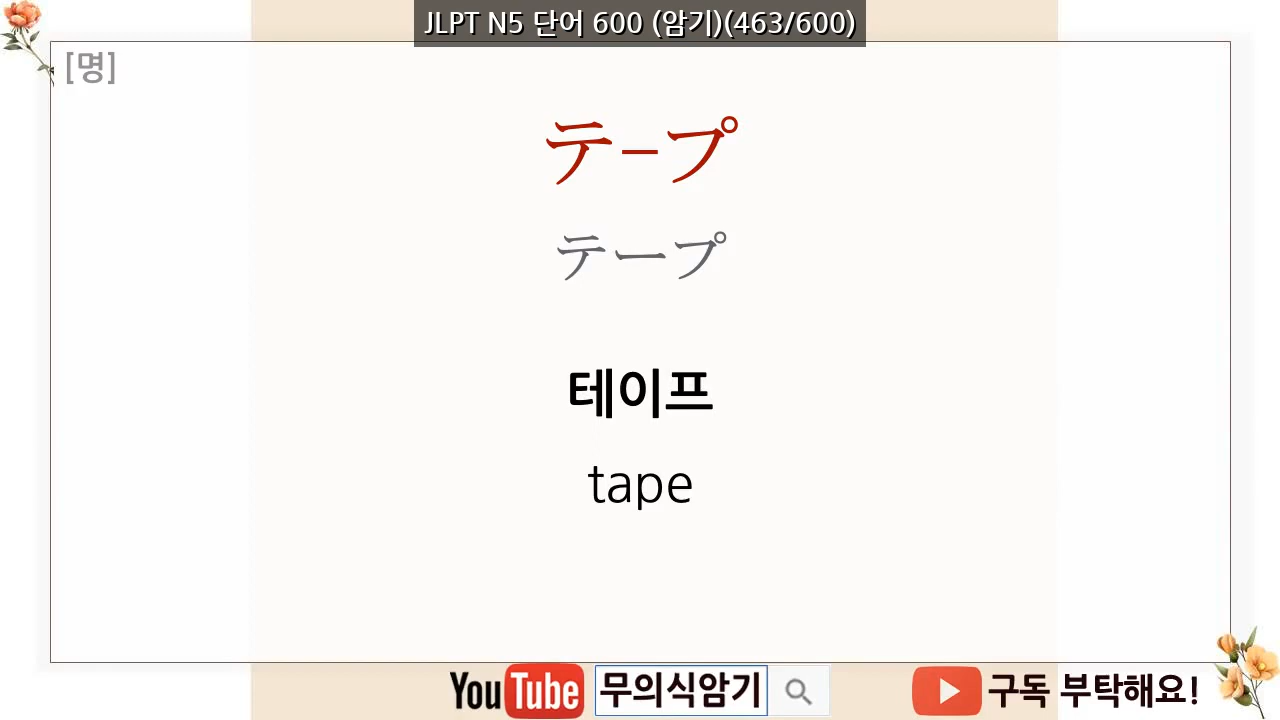 JLPT N5 단어 600 (암기)(463/600)
[명]
テ-プ
テープ
테이프
tape
YouTube 무의식암기 구독 부탁해요!